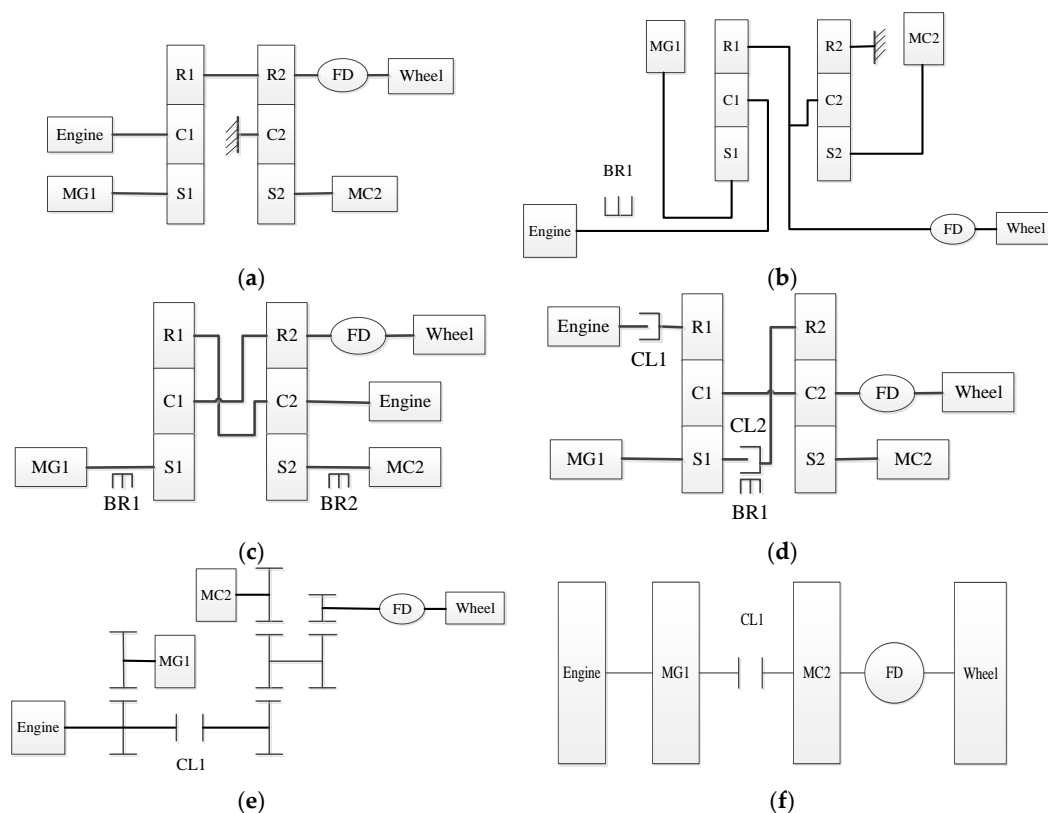 R1 R2 FD Wheel
Engine C1 C2
MG1 S1 S2 MC2
(a)
MG1 R1 R2 MC2
C1 C2
S1 S2
BR1
Engine FD Wheel
(b)
R1 R2 FD Wheel
C1 C2 Engine
MG1 S1 S2 MC2
BR1 BR2
(c)
Engine R1 R2
CL1
C1 C2 FD Wheel
CL2
MG1 S1 S2 MC2
BR1
(d)
MC2 FD Wheel
MG1
Engine
CL1
(e)
CL1
Engine MG1 MC2 FD Wheel
(f)